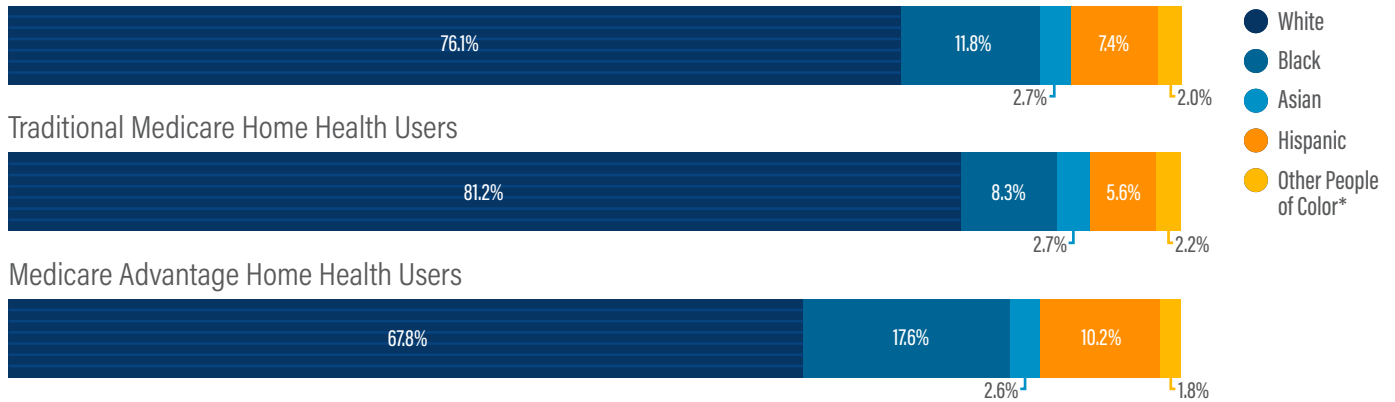 76.1%
11.8%
7.4%
2.7%
2.0%
Traditional Medicare Home Health Users
81.2%
8.3%
5.6%
2.7%
2.2%
Medicare Advantage Home Health Users
67.8%
17.6%
10.2%
2.6%
1.8%
White
Black
Asian
Hispanic
Other People
of Color*